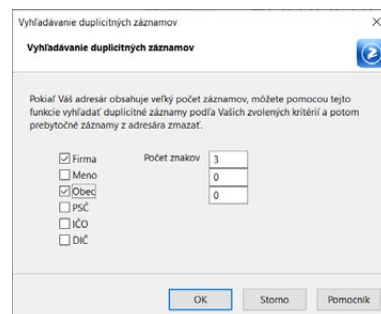 Vyhľadávanie duplicitných záznamov
Vyhľadávanie duplicitných záznamov
Pokiaľ Váš adresár obsahuje veľký počet záznamov, môžete pomocou tejto
funkcie vyhľadať duplicitné záznamy podľa Vašich zvolených kritérií a potom
prebytočné záznamy z adresára zmazať.
Firma Počet znakov 3
Meno 0
Obec 0
PSČ
IČO
DIČ
OK Storno Pomocník